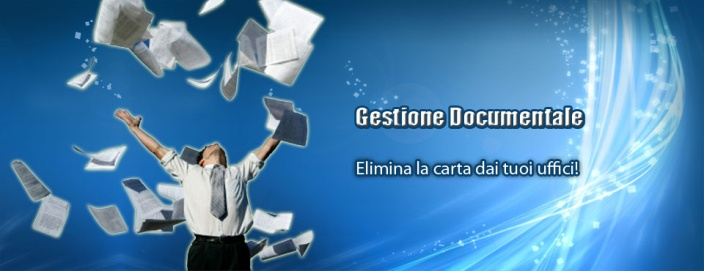 Gestione Documentale
Elimina la carta dai tuoi uffici!